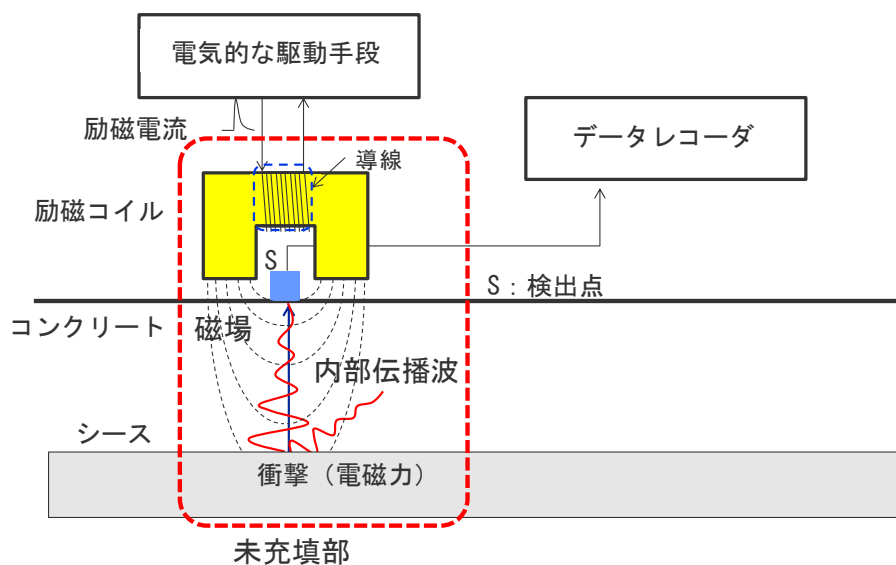 電気的な駆動手段
励磁電流
データレコーダ
導線
励磁コイル
S
S：検出点
コンクリート
磁場
内部伝播波
シース
衝撃（電磁力）
未充填部